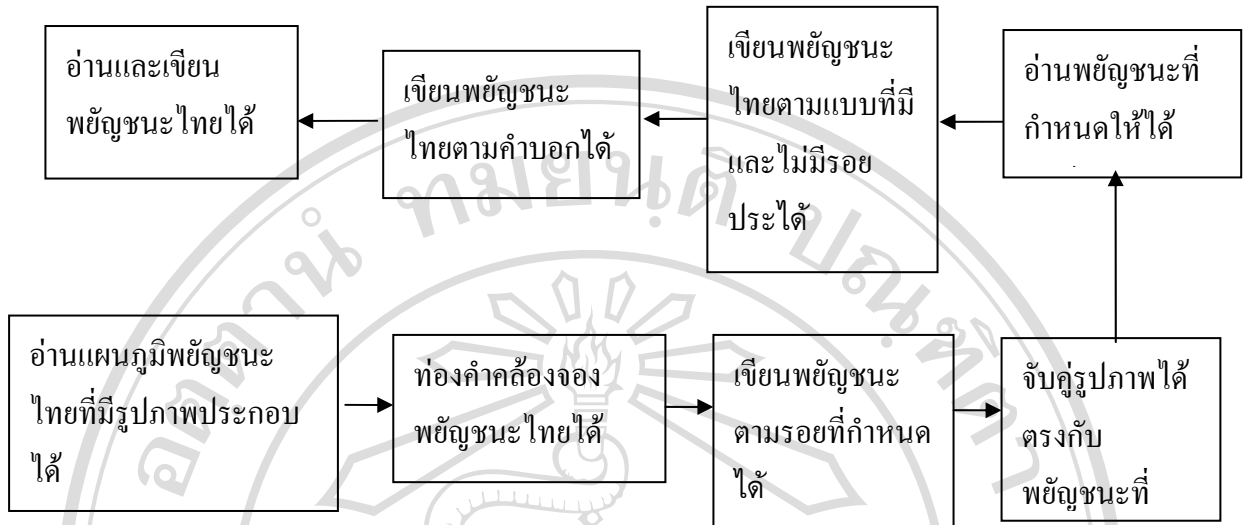 อ่านและเขียน
พยัญชนะไทยได้
เขียนพยัญชนะ
ไทยตามคำบอกได้
เขียนพยัญชนะ
ไทยตามแบบที่มี
และไม่มีรอย
ประได้
อ่านพยัญชนะที่
กำหนดให้ได้
อ่านแผนภูมิพยัญชนะ
ไทยที่มีรูปภาพประกอบ
ได้
ท่องคำคล้องจอง
พยัญชนะไทยได้
เขียนพยัญชนะ
ตามรอยที่กำหนด
ได้
จับคู่รูปภาพได้
ตรงกับ
พยัญชนะที่